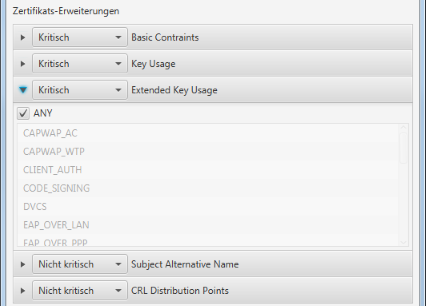 Zertifikats-Erweiterungen
Kritisch Basic Contraints
Kritisch Key Usage
Kritisch Extended Key Usage
ANY
CAPWAP_AC
CAPWAP_WTP
CLIENT_AUTH
CODE_SIGNING
DVCS
EAP_OVER_LAN
EAP_OVER_PPP
Nicht kritisch Subject Alternative Name
Nicht kritisch CRL Distribution Points